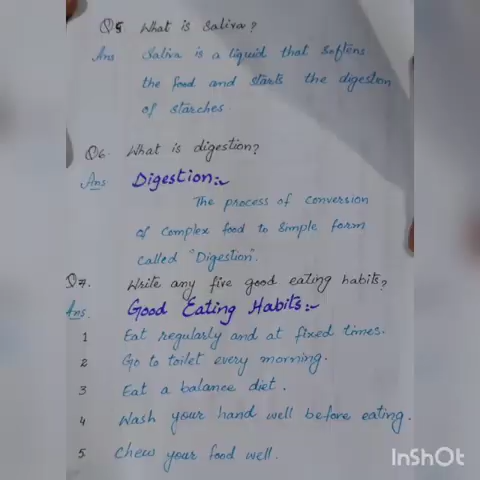 Q5 What is Saliva?
Ans Saliva is a liquid that softens
the food and starts the digestion
of starches.
Q6. What is digestion?
Ans Digestion:~
The process of conversion
of complex food to simple form
called "Digestion".
Q7. Write any five good eating habits?
Ans. Good Eating Habits:~
1 Eat regularly and at fixed times.
2 Go to toilet every morning.
3 Eat a balance diet.
4 Wash your hand well before eating.
5 Chew your food well.
InShOt